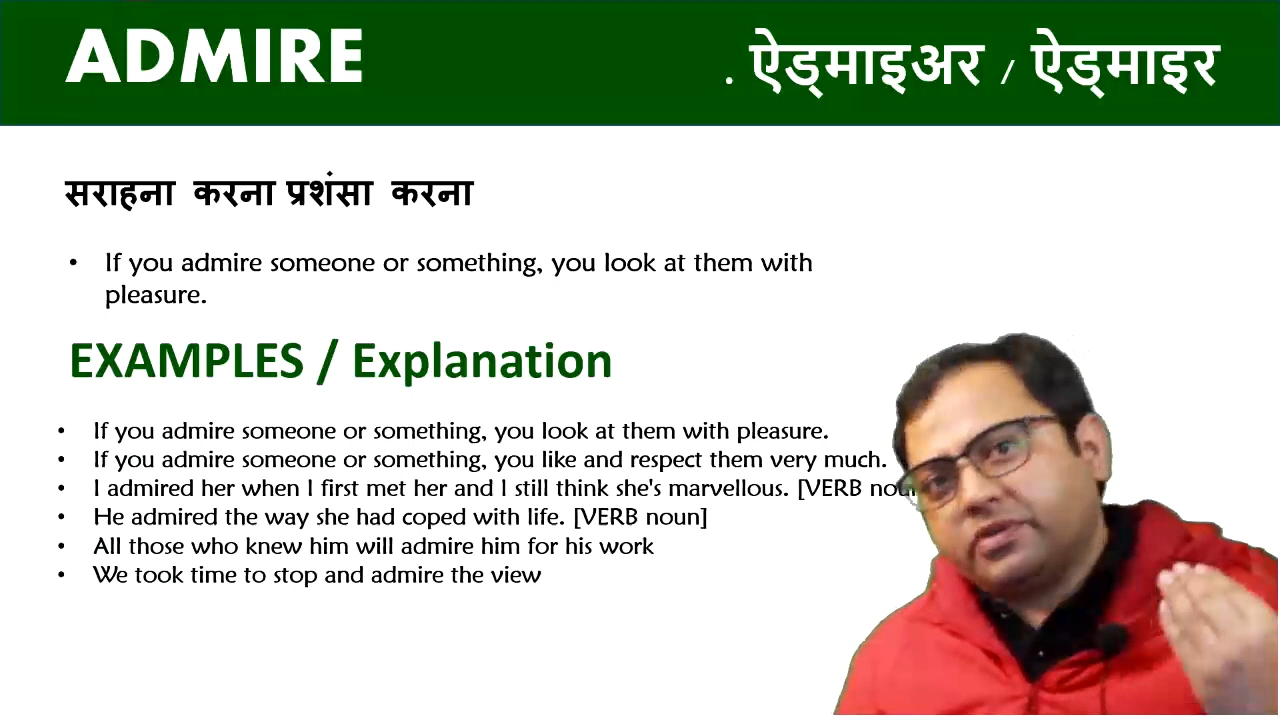 ADMIRE
. ऐड्माइअर / ऐड्माइर
सराहना करना प्रशंसा करना
• If you admire someone or something, you look at them with
pleasure.
EXAMPLES / Explanation
• If you admire someone or something, you look at them with pleasure.
• If you admire someone or something, you like and respect them very much.
• I admired her when I first met her and I still think she's marvellous. [VERB
• He admired the way she had coped with life. [VERB noun]
• All those who knew him will admire him for his work
• We took time to stop and admire the view